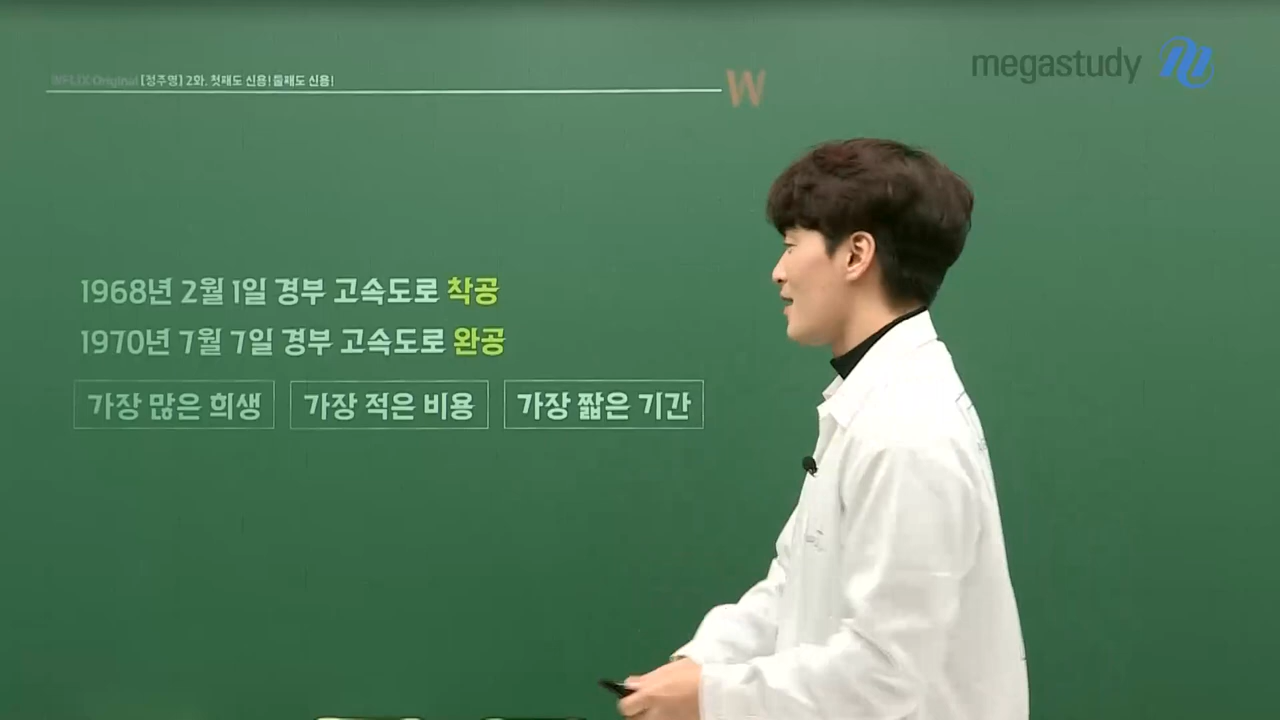 megastudy
IMFLIX Original [정주영] 2화. 첫째도 신용! 둘째도 신용!
W
1968년 2월 1일 경부 고속도로 착공
1970년 7월 7일 경부 고속도로 완공
가장 많은 희생 가장 적은 비용 가장 짧은 기간